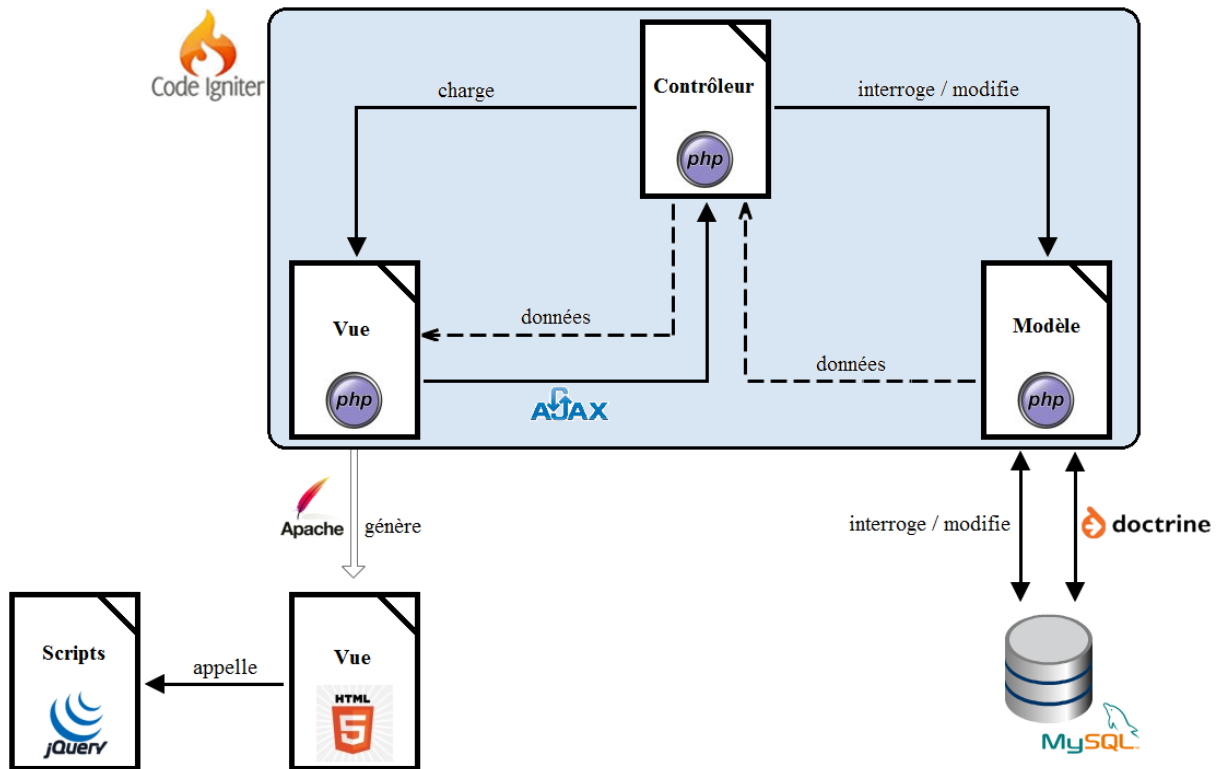 Code Igniter
Contrôleur
php
charge
interroge / modifie
Vue
php
données
données
AJAX
Modèle
php
Apache
génère
interroge / modifie
doctrine
Scripts
jQuery
appelle
Vue
HTML
5
MySQL